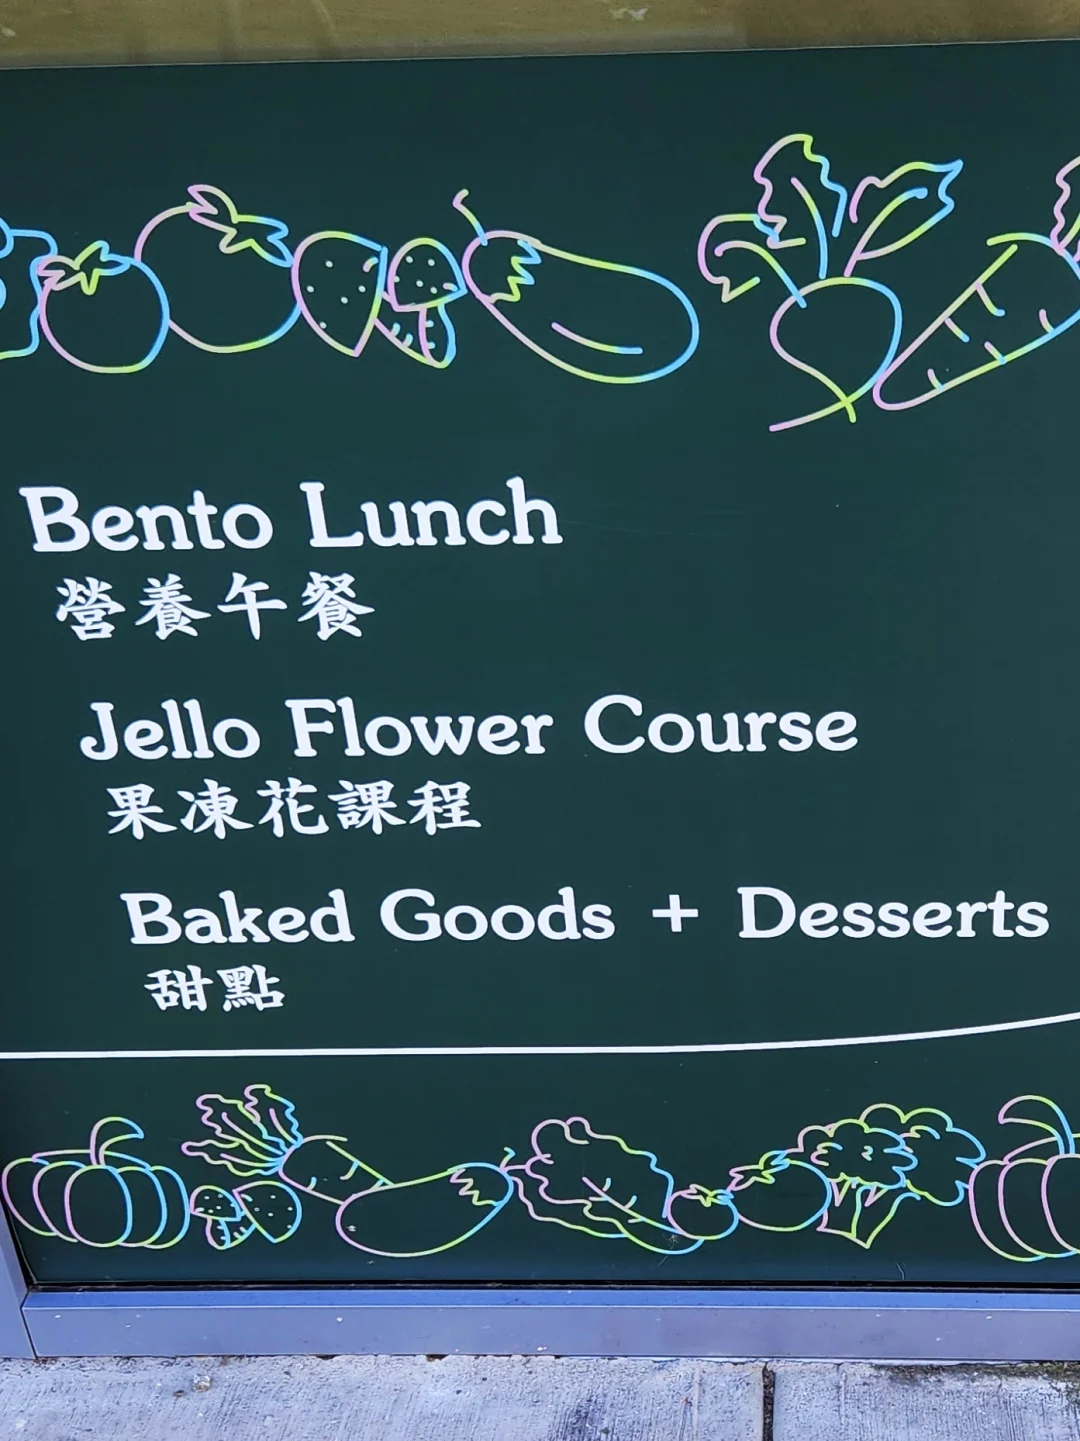 Bento Lunch
營養午餐
Jello Flower Course
果凍花課程
Baked Goods + Desserts
甜點